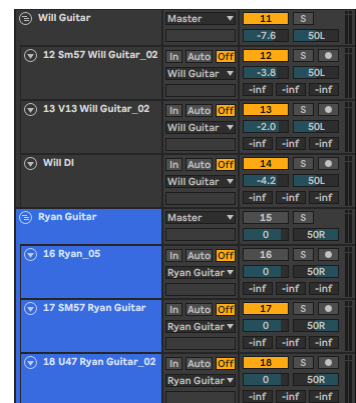 Will Guitar Master 11 S
-7.6 50L
12 Sm57 Will Guitar_02 In Auto Off 12 S
Will Guitar -3.8 50L
-inf -inf -inf
13 V13 Will Guitar_02 In Auto Off 13 S
Will Guitar -2.0 50L
-inf -inf -inf
Will DI In Auto Off 14 S
Will Guitar -4.2 50L
-inf -inf -inf
Ryan Guitar Master 15 S
0 50R
16 Ryan_05 In Auto Off 16 S
Ryan Guitar 0 50R
-inf -inf -inf
17 SM57 Ryan Guitar In Auto Off 17 S
Ryan Guitar 0 50R
-inf -inf -inf
18 U47 Ryan Guitar_02 In Auto Off 18 S
Ryan Guitar 0 50R
-inf -inf -inf